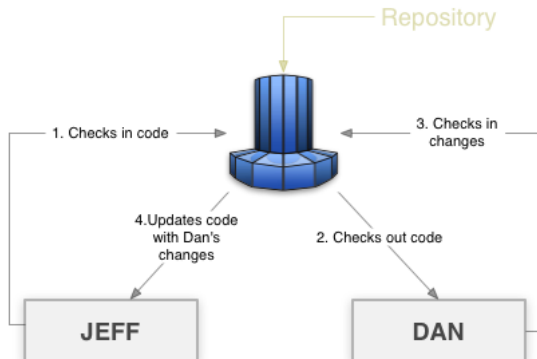 Repository
1. Checks in code
3. Checks in
changes
4.Updates code
with Dan's
changes
2. Checks out code
JEFF
DAN